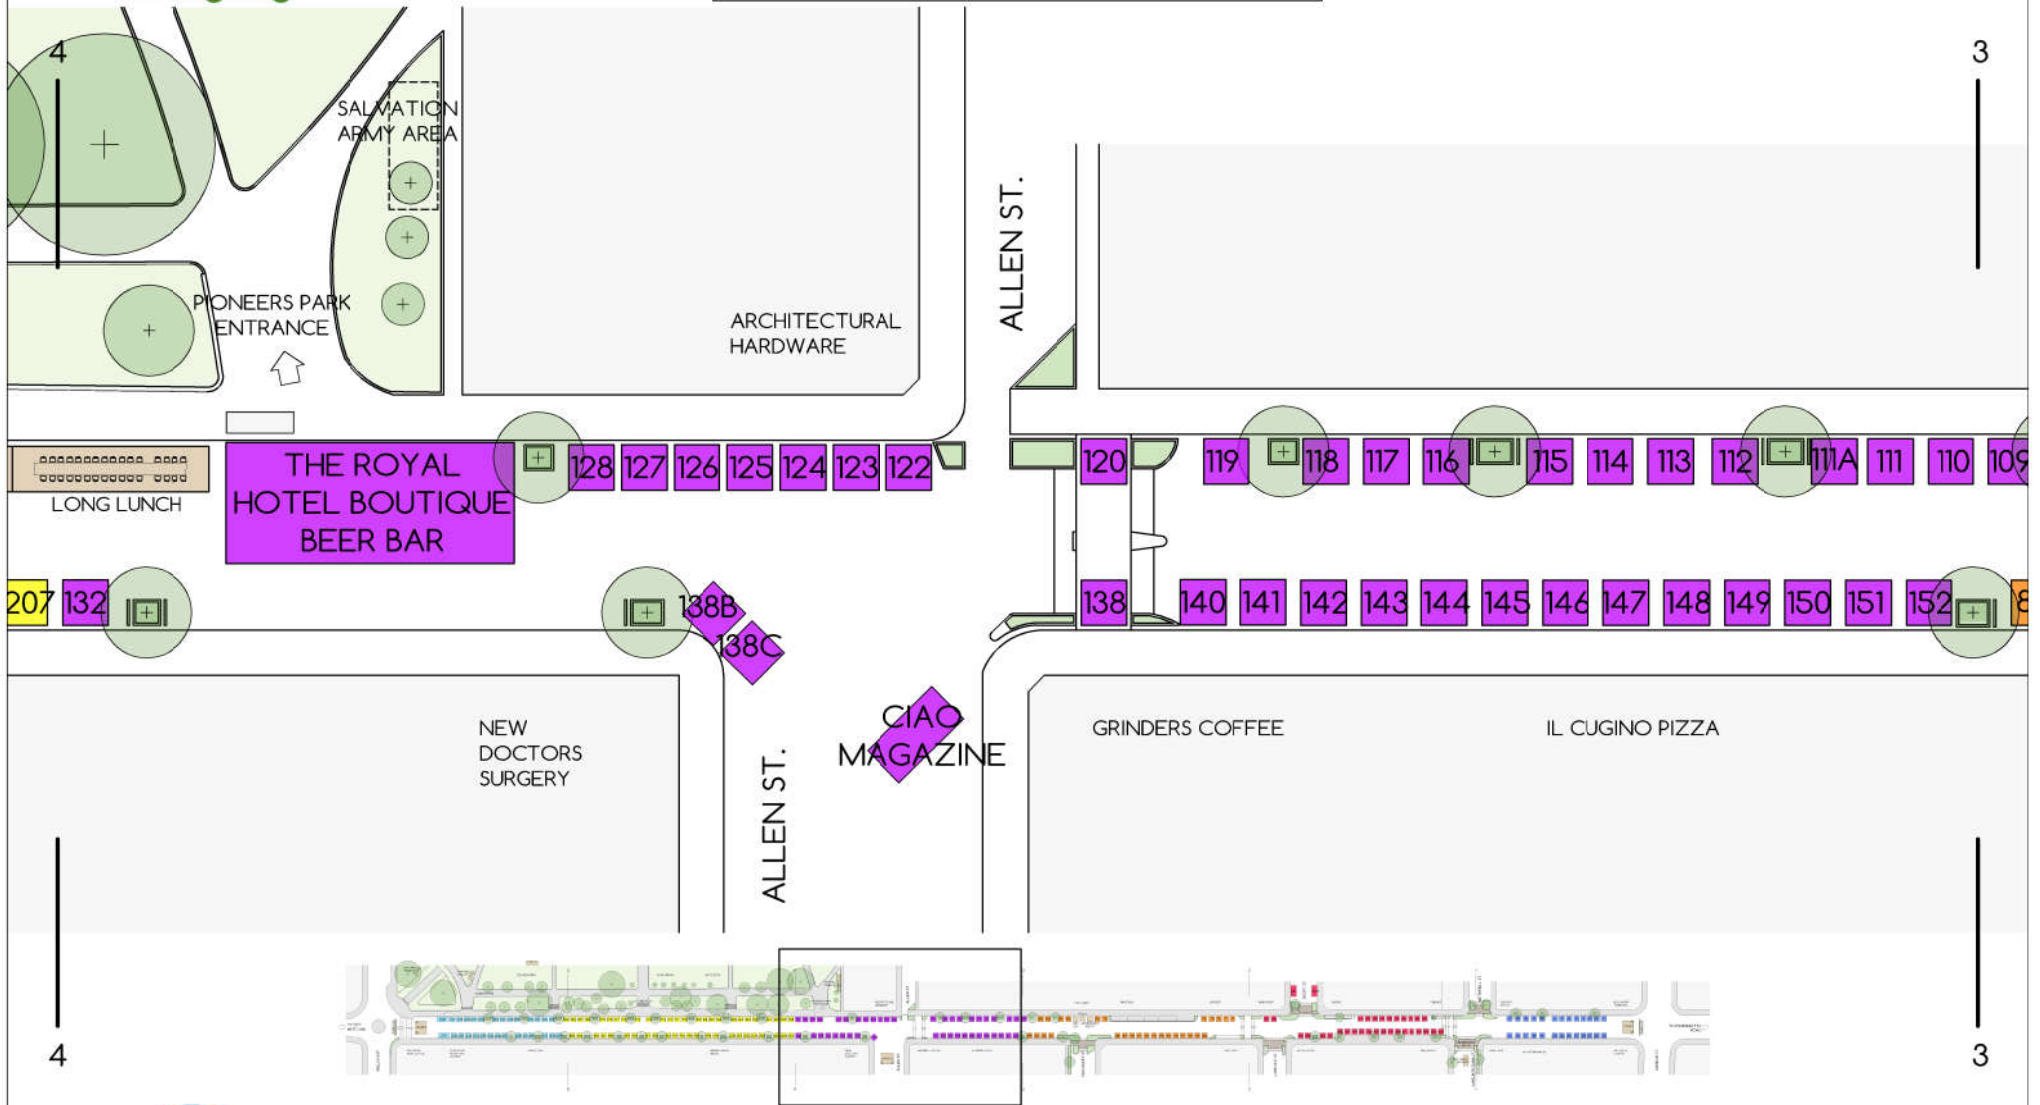 4
3
SALVATION
ARMY AREA
ALLEN ST.
PIONEERS PARK
ENTRANCE
ARCHITECTURAL
HARDWARE
LONG LUNCH
THE ROYAL
HOTEL BOUTIQUE
BEER BAR
128 127 126 125 124 123 122
120 119 118 117 116 115 114 113 112 111A 111 110 109
207 132
138B
138C
138 140 141 142 143 144 145 146 147 148 149 150 151 152 8
CIAO
MAGAZINE
NEW
DOCTORS
SURGERY
GRINDERS COFFEE
IL CUGINO PIZZA
ALLEN ST.
4
3